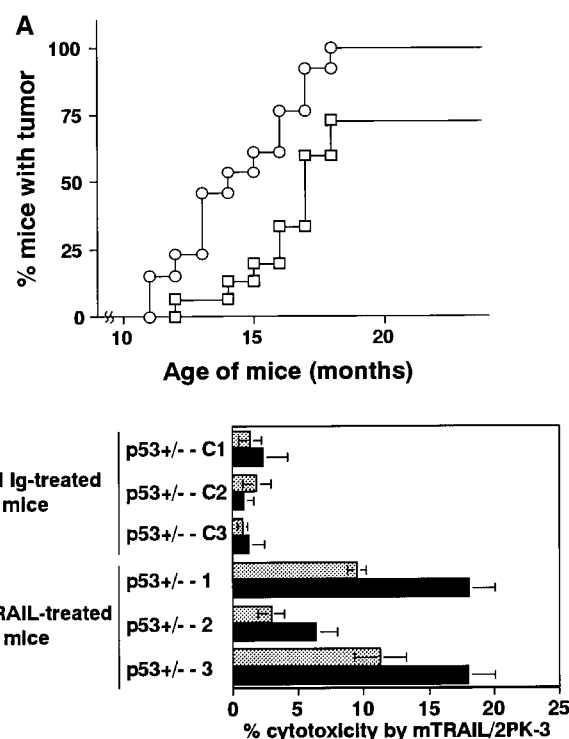 A
100
75
50
25
0
% mice with tumor
10 15 20
Age of mice (months)
Ig-treated
mice
p53+/- - C1
p53+/- - C2
p53+/- - C3
RAIL-treated
mice
p53+/- - 1
p53+/- - 2
p53+/- - 3
0 5 10 15 20 25
% cytotoxicity by mTRAIL/2PK-3